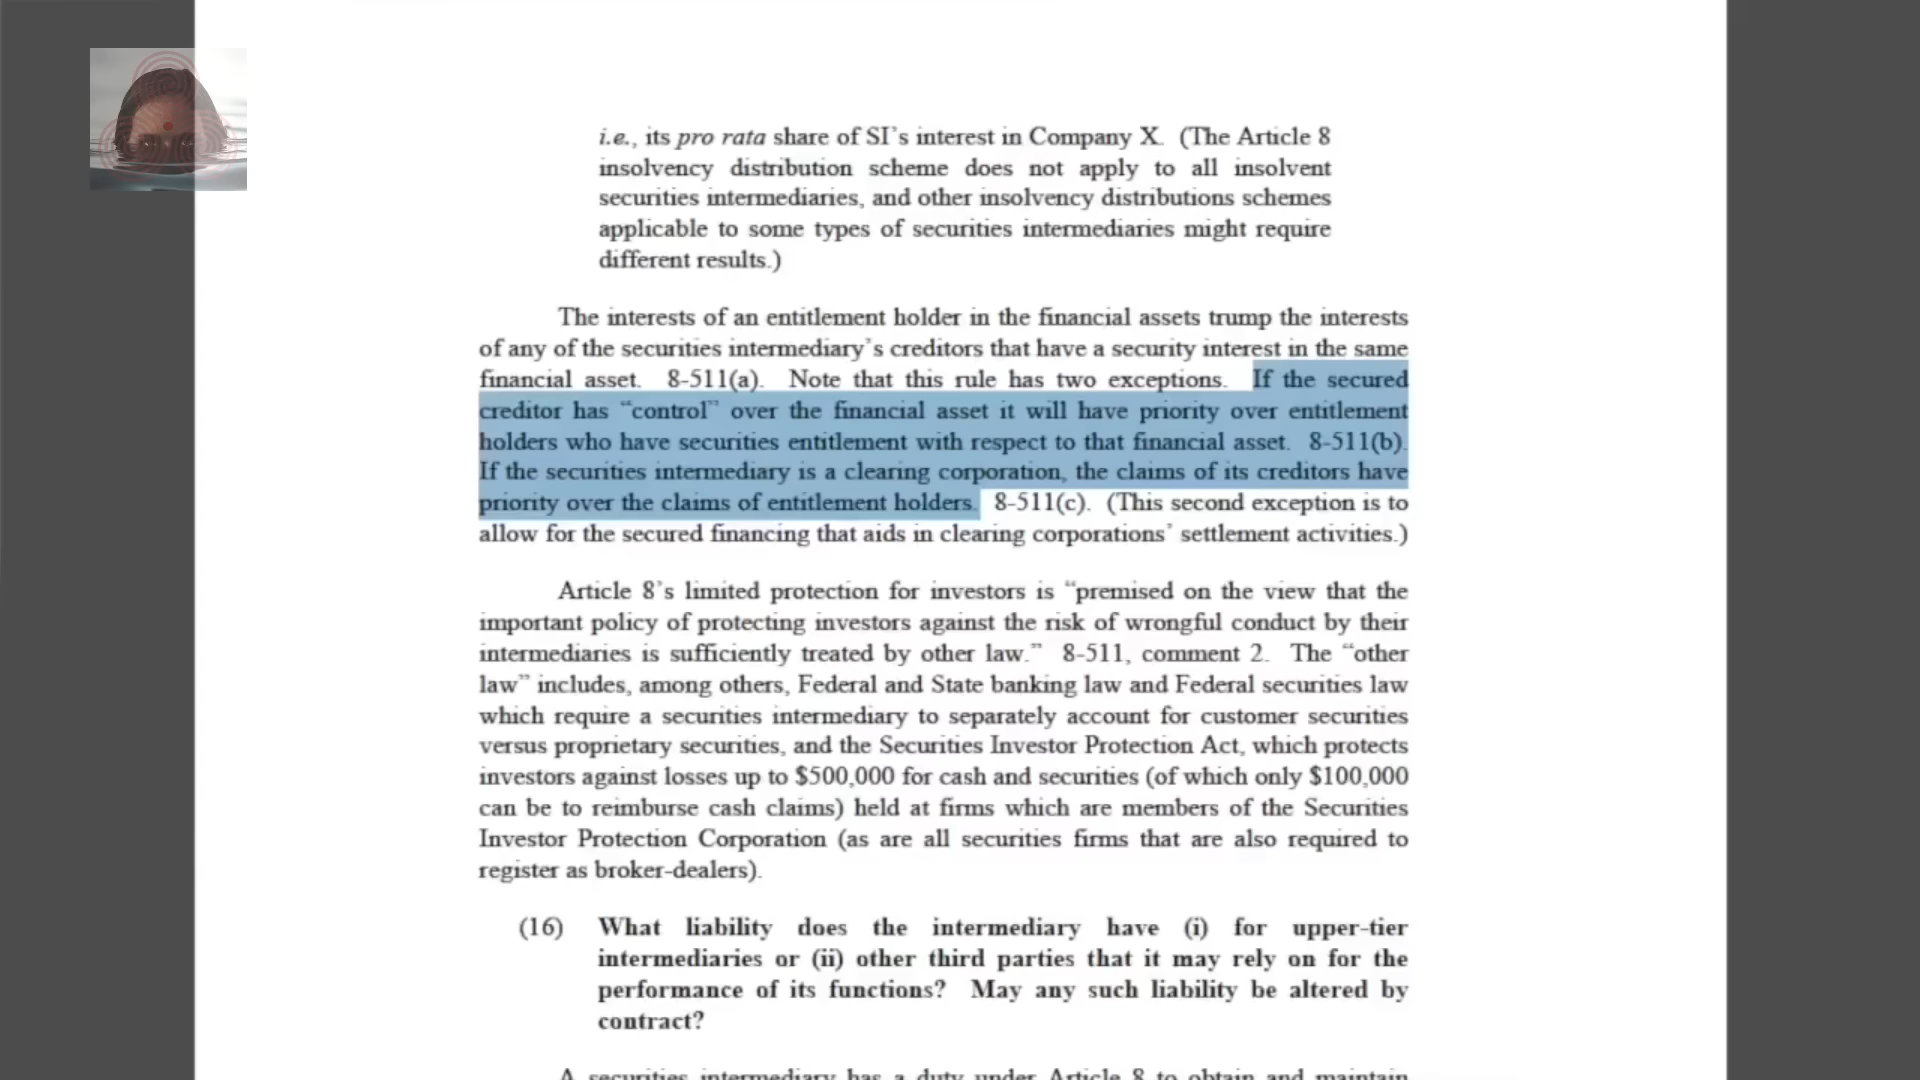 i.e., its pro rata share of SI's interest in Company X. (The Article 8
insolvency distribution scheme does not apply to all insolvent
securities intermediaries, and other insolvency distributions schemes
applicable to some types of securities intermediaries might require
different results.)
The interests of an entitlement holder in the financial assets trump the interests
of any of the securities intermediary's creditors that have a security interest in the same
financial asset. 8-511(a). Note that this rule has two exceptions. If the secured
creditor has "control" over the financial asset it will have priority over entitlement
holders who have securities entitlement with respect to that financial asset. 8-511(b).
If the securities intermediary is a clearing corporation, the claims of its creditors have
priority over the claims of entitlement holders. 8-511(c). (This second exception is to
allow for the secured financing that aids in clearing corporations' settlement activities.)
Article 8's limited protection for investors is "premised on the view that the
important policy of protecting investors against the risk of wrongful conduct by their
intermediaries is sufficiently treated by other law." 8-511, comment 2. The "other
law" includes, among others, Federal and State banking law and Federal securities law
which require a securities intermediary to separately account for customer securities
versus proprietary securities, and the Securities Investor Protection Act, which protects
investors against losses up to $500,000 for cash and securities (of which only $100,000
can be to reimburse cash claims) held at firms which are members of the Securities
Investor Protection Corporation (as are all securities firms that are also required to
register as broker-dealers).
(16) What liability does the intermediary have (i) for upper-tier
intermediaries or (ii) other third parties that it may rely on for the
performance of its functions? May any such liability be altered by
contract?
A securities intermediary has a duty under Article 8 to obtain and maintain